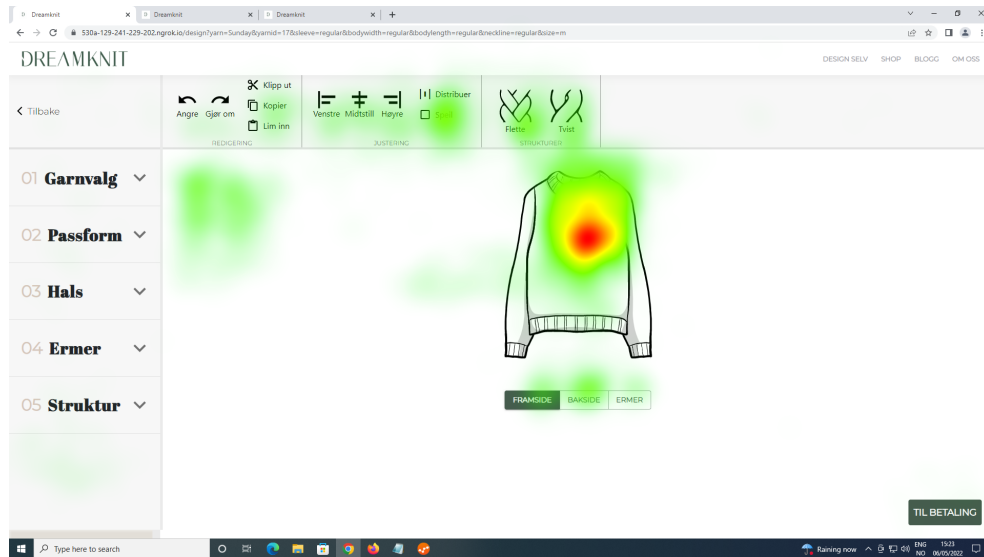 Dreamknit
Dreamknit
Dreamknit
530a-129-241-229-202.ngrok.io/design?yarn=Sunday&yarnid=17&sleeve=regular&bodywidth=regular&bodylength=regular&neckline=regular&size=m
DREAMKNIT
DESIGN SELV SHOP BLOGG OM OSS
Tilbake
Angre Gjør om
Klipp ut
Kopier
Lim inn
REDIGERING
Venstre Midtstill Høyre
Distribuer
Speil
JUSTERING
Flette Tvist
STRUKTURER
01 Garnvalg
02 Passform
03 Hals
04 Ermer
05 Struktur
FRAMSIDE BAKSIDE ERMER
TIL BETALING
Type here to search
Raining now
ENG
NO
15:23
06/05/2022